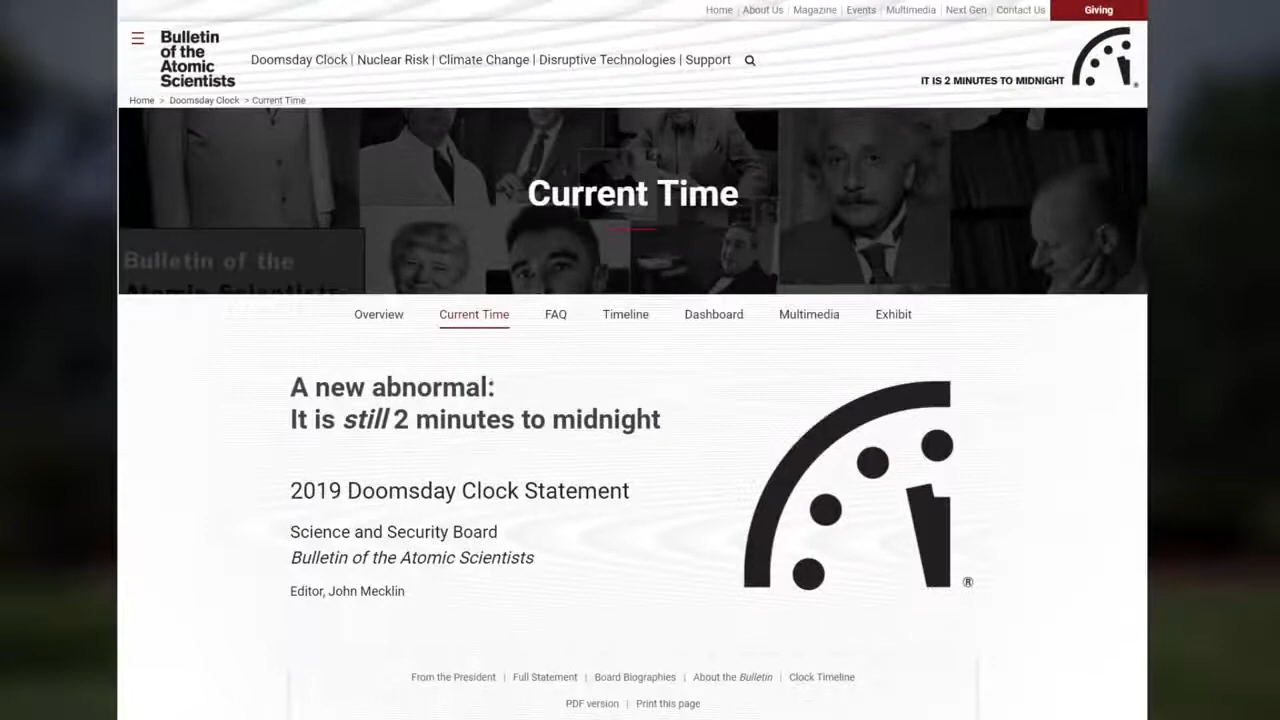 Home | About Us | Magazine | Events | Multimedia | Next Gen | Contact Us
Giving
Bulletin
of the
Atomic
Scientists
Doomsday Clock | Nuclear Risk | Climate Change | Disruptive Technologies | Support
IT IS 2 MINUTES TO MIDNIGHT
®
Home > Doomsday Clock > Current Time
Current Time
Bulletin of the
Atomic Scientists
Overview
Current Time
FAQ
Timeline
Dashboard
Multimedia
Exhibit
A new abnormal:
It is still 2 minutes to midnight
2019 Doomsday Clock Statement
Science and Security Board
Bulletin of the Atomic Scientists
Editor, John Mecklin
®
From the President | Full Statement | Board Biographies | About the Bulletin | Clock Timeline
PDF version | Print this page